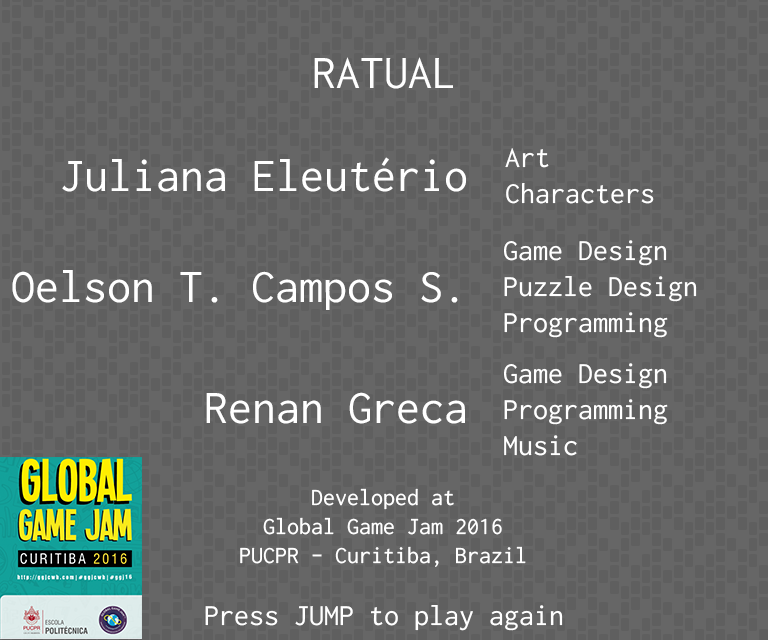 RATUAL
Juliana Eleutério
Art
Characters
Oelson T. Campos S.
Game Design
Puzzle Design
Programming
Renan Greca
Game Design
Programming
Music
Developed at
Global Game Jam 2016
PUCPR – Curitiba, Brazil
Press JUMP to play again
GLOBAL
GAME JAM
CURITIBA 2016
http://ggjcwb.com|#ggjcwb|#ggj16
PUCPR
ESCOLA
POLITÉCNICA